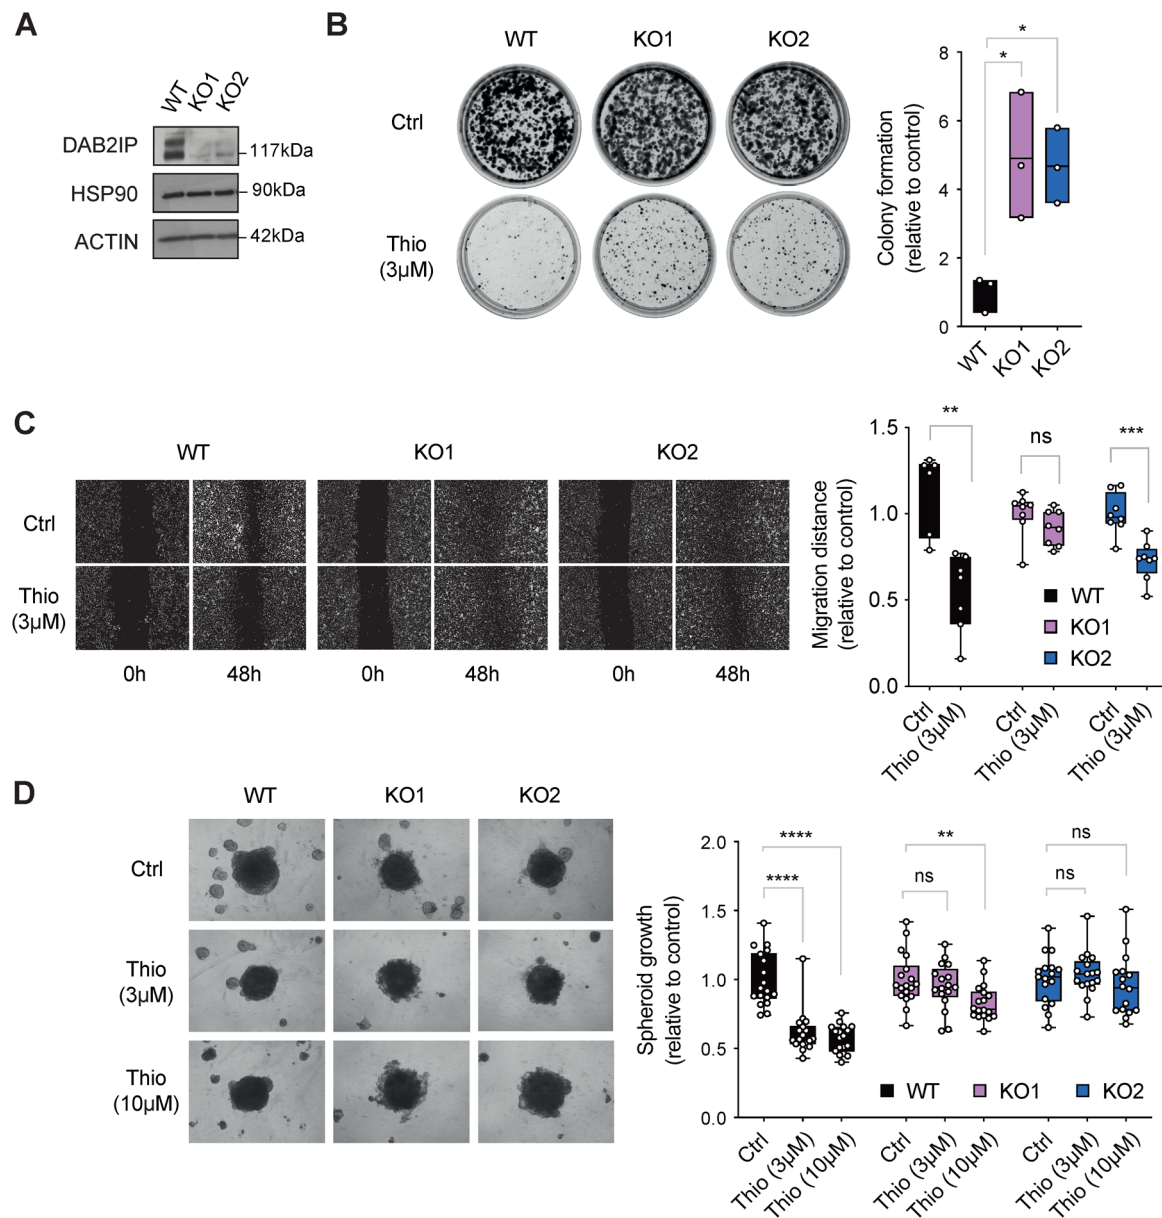 A
WT KO1 KO2
DAB2IP
117kDa
HSP90
90kDa
ACTIN
42kDa
B
WT KO1 KO2
Ctrl
Thio
(3µM)
Colony formation
(relative to control)
8
6
4
2
0
* *
WT KO1 KO2
C
WT KO1 KO2
Ctrl
Thio
(3µM)
0h 48h 0h 48h 0h 48h
Migration distance
(relative to control)
1.5
1.0
0.5
0.0
** ns ***
WT
KO1
KO2
Ctrl Thio (3µM) Ctrl Thio (3µM) Ctrl Thio (3µM)
D
WT KO1 KO2
Ctrl
Thio
(3µM)
Thio
(10µM)
Spheroid growth
(relative to control)
2.0
1.5
1.0
0.5
0.0
**** ** ns
**** ns ns
WT KO1 KO2
Ctrl Thio (3µM) Thio (10µM) Ctrl Thio (3µM) Thio (10µM) Ctrl Thio (3µM) Thio (10µM)